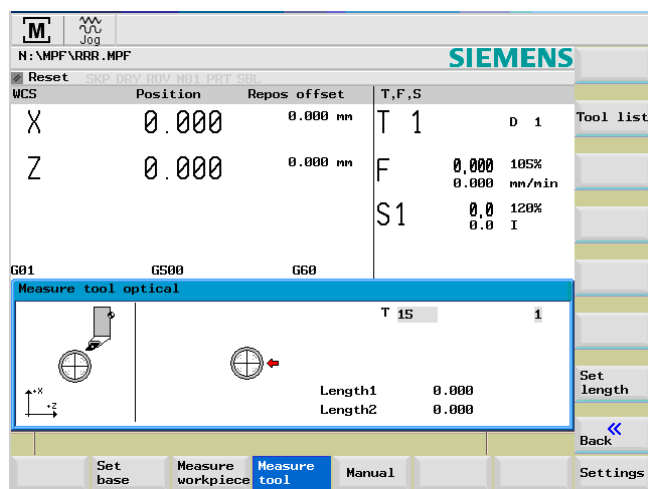 M
Jog
N:\MPF\RRR.MPF
SIEMENS
Reset SKP DRY ROV M01 PRT SBL
WCS Position Repos offset T,F,S
X 0.000 0.000 mm T 1 D 1
Tool list
Z 0.000 0.000 mm F 0,000 105%
0.000 mm/min
S1 0,0 120%
0.0 I
G01 G500 G60
Measure tool optical
T 15 1
+X
+Z
Length1 0.000
Length2 0.000
Set
length
«
Back
Set
base
Measure
workpiece
Measure
tool
Manual
Settings